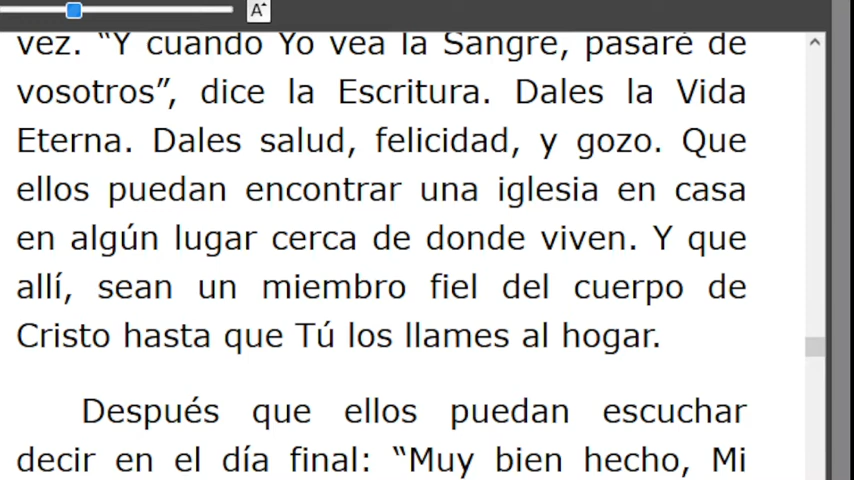 A
vez. “Y cuando Yo vea la Sangre, pasaré de
vosotros”, dice la Escritura. Dales la Vida
Eterna. Dales salud, felicidad, y gozo. Que
ellos puedan encontrar una iglesia en casa
en algún lugar cerca de donde viven. Y que
allí, sean un miembro fiel del cuerpo de
Cristo hasta que Tú los llames al hogar.
Después que ellos puedan escuchar
decir en el día final: “Muy bien hecho, Mi